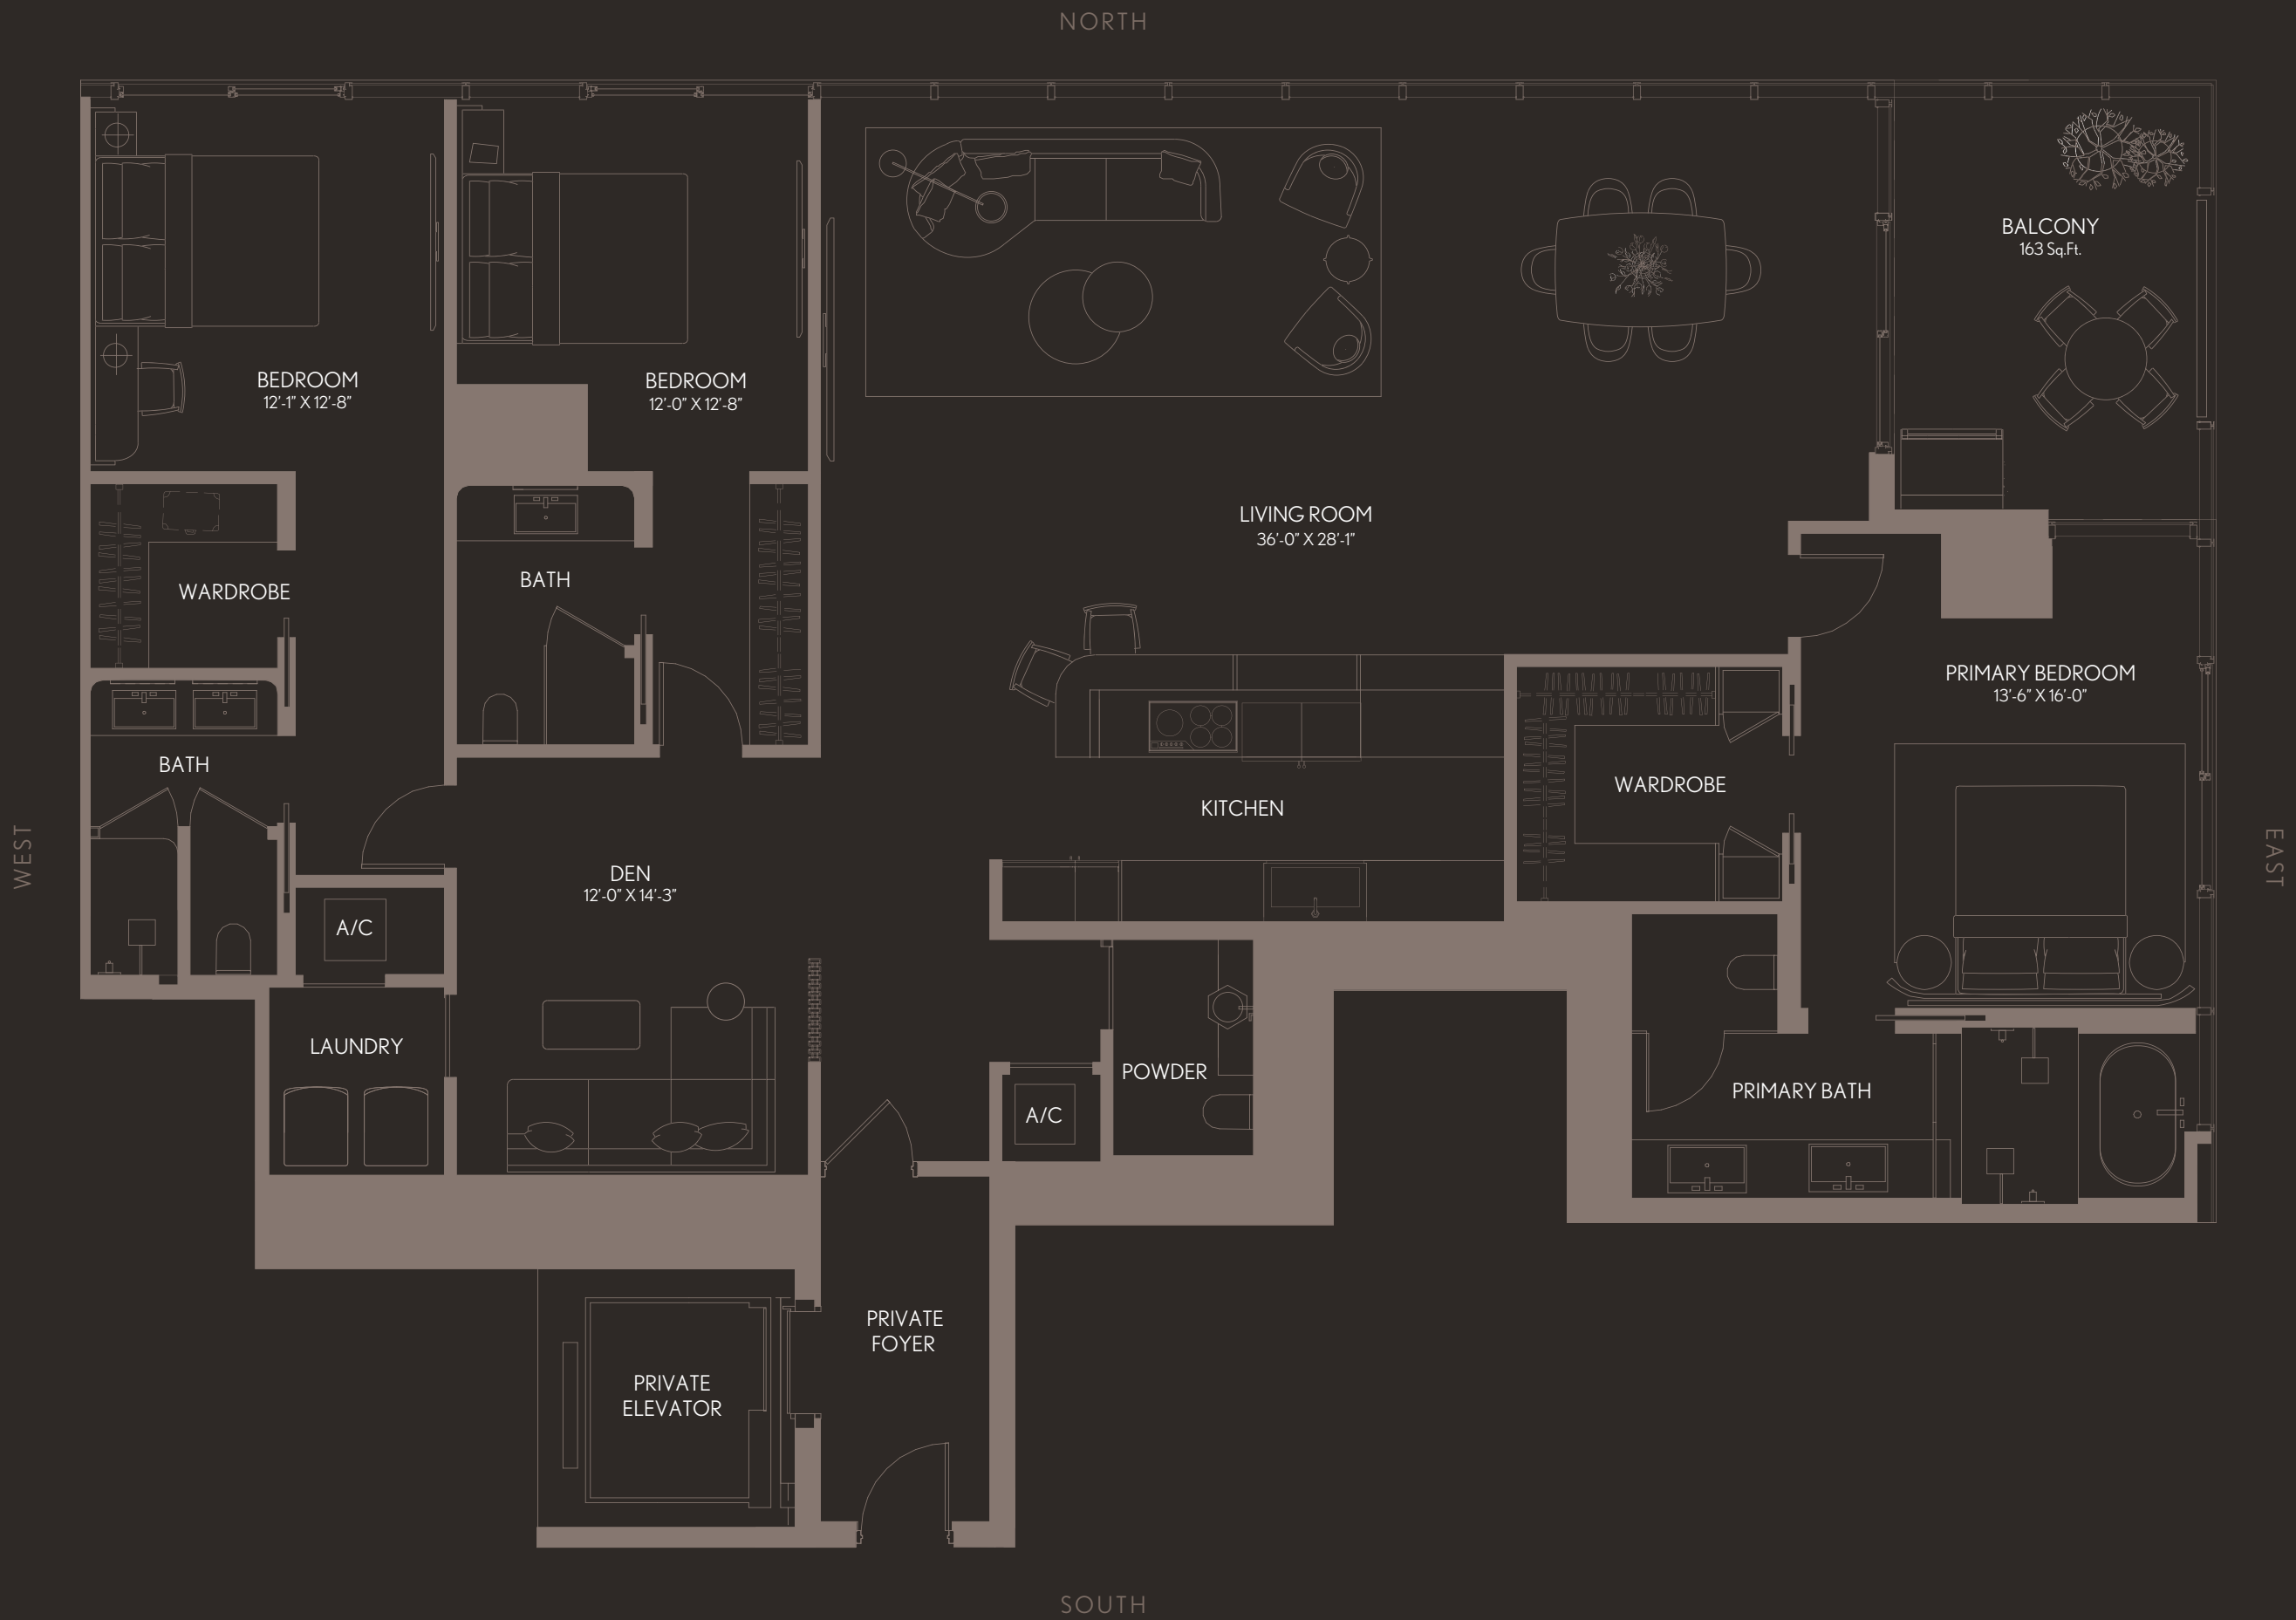 NORTH
BALCONY
163 Sq.Ft.
BEDROOM
12'-1" X 12'-8"
BEDROOM
12'-0" X 12'-8"
LIVING ROOM
36'-0" X 28'-1"
WARDROBE
BATH
PRIMARY BEDROOM
13'-6" X 16'-0"
BATH
WARDROBE
KITCHEN
WEST
EAST
DEN
12'-0" X 14'-3"
A/C
LAUNDRY
POWDER
PRIMARY BATH
A/C
PRIVATE
FOYER
PRIVATE
ELEVATOR
SOUTH